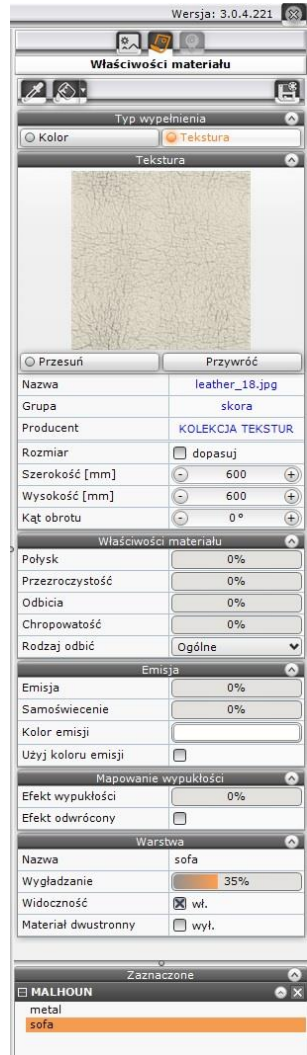 Wersja: 3.0.4.221
Właściwości materiału
Typ wypełnienia
Kolor Tekstura
Tekstura
Przesuń Przywróć
Nazwa leather_18.jpg
Grupa skora
Producent KOLEKCJA TEKSTUR
Rozmiar dopasuj
Szerokość [mm] - 600 +
Wysokość [mm] - 600 +
Kąt obrotu - 0° +
Właściwości materiału
Połysk 0%
Przezroczystość 0%
Odbicia 0%
Chropowatość 0%
Rodzaj odbić Ogólne
Emisja
Emisja 0%
Samoświecenie 0%
Kolor emisji
Użyj koloru emisji
Mapowanie wypukłości
Efekt wypukłości 0%
Efekt odwrócony
Warstwa
Nazwa sofa
Wygładzanie 35%
Widoczność wł.
Materiał dwustronny wył.
Zaznaczone
MALHOUN
metal
sofa